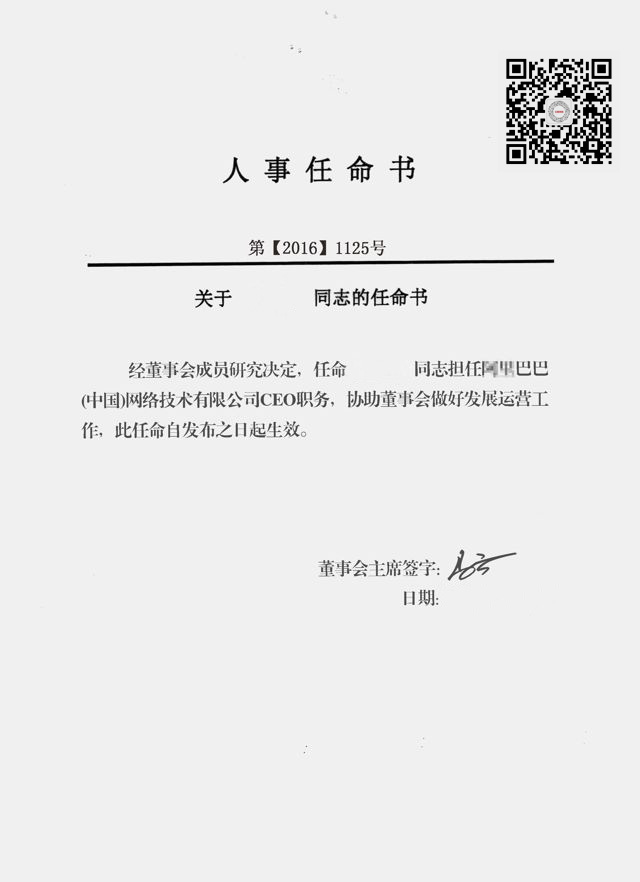 人事任命书
第【2016】1125号
关于 同志的任命书
经董事会成员研究决定，任命 同志担任阿里巴巴
(中国)网络技术有限公司CEO职务，协助董事会做好发展运营工
作，此任命自发布之日起生效。
董事会主席签字:
日期: